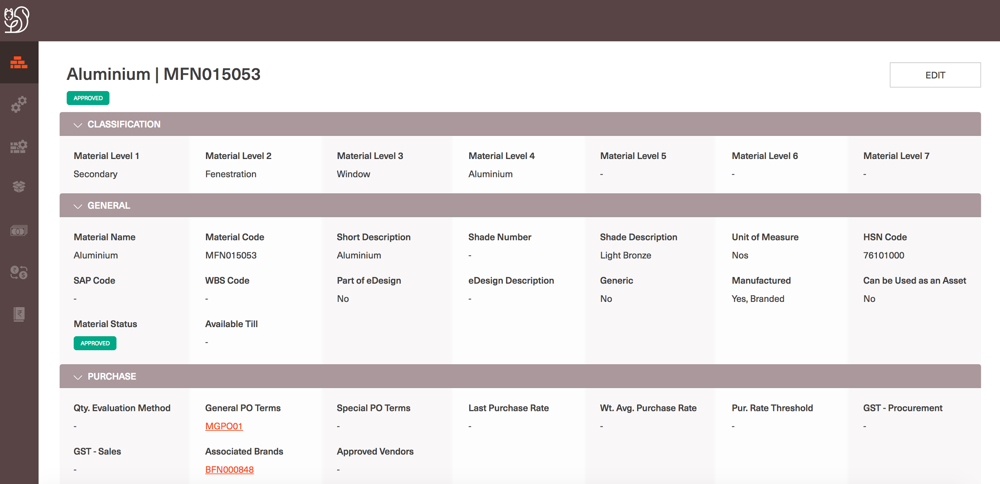 Aluminium | MFN015053
EDIT
APPROVED
CLASSIFICATION
Material Level 1 Material Level 2 Material Level 3 Material Level 4 Material Level 5 Material Level 6 Material Level 7
Secondary Fenestration Window Aluminium - - -
GENERAL
Material Name Material Code Short Description Shade Number Shade Description Unit of Measure HSN Code
Aluminium MFN015053 Aluminium - Light Bronze Nos 76101000
SAP Code WBS Code Part of eDesign eDesign Description Generic Manufactured Can be Used as an Asset
- - No - No Yes, Branded No
Material Status Available Till
APPROVED -
PURCHASE
Qty. Evaluation Method General PO Terms Special PO Terms Last Purchase Rate Wt. Avg. Purchase Rate Pur. Rate Threshold GST - Procurement
- MGPO01 - - - - -
GST - Sales Associated Brands Approved Vendors
- BFN000848 -